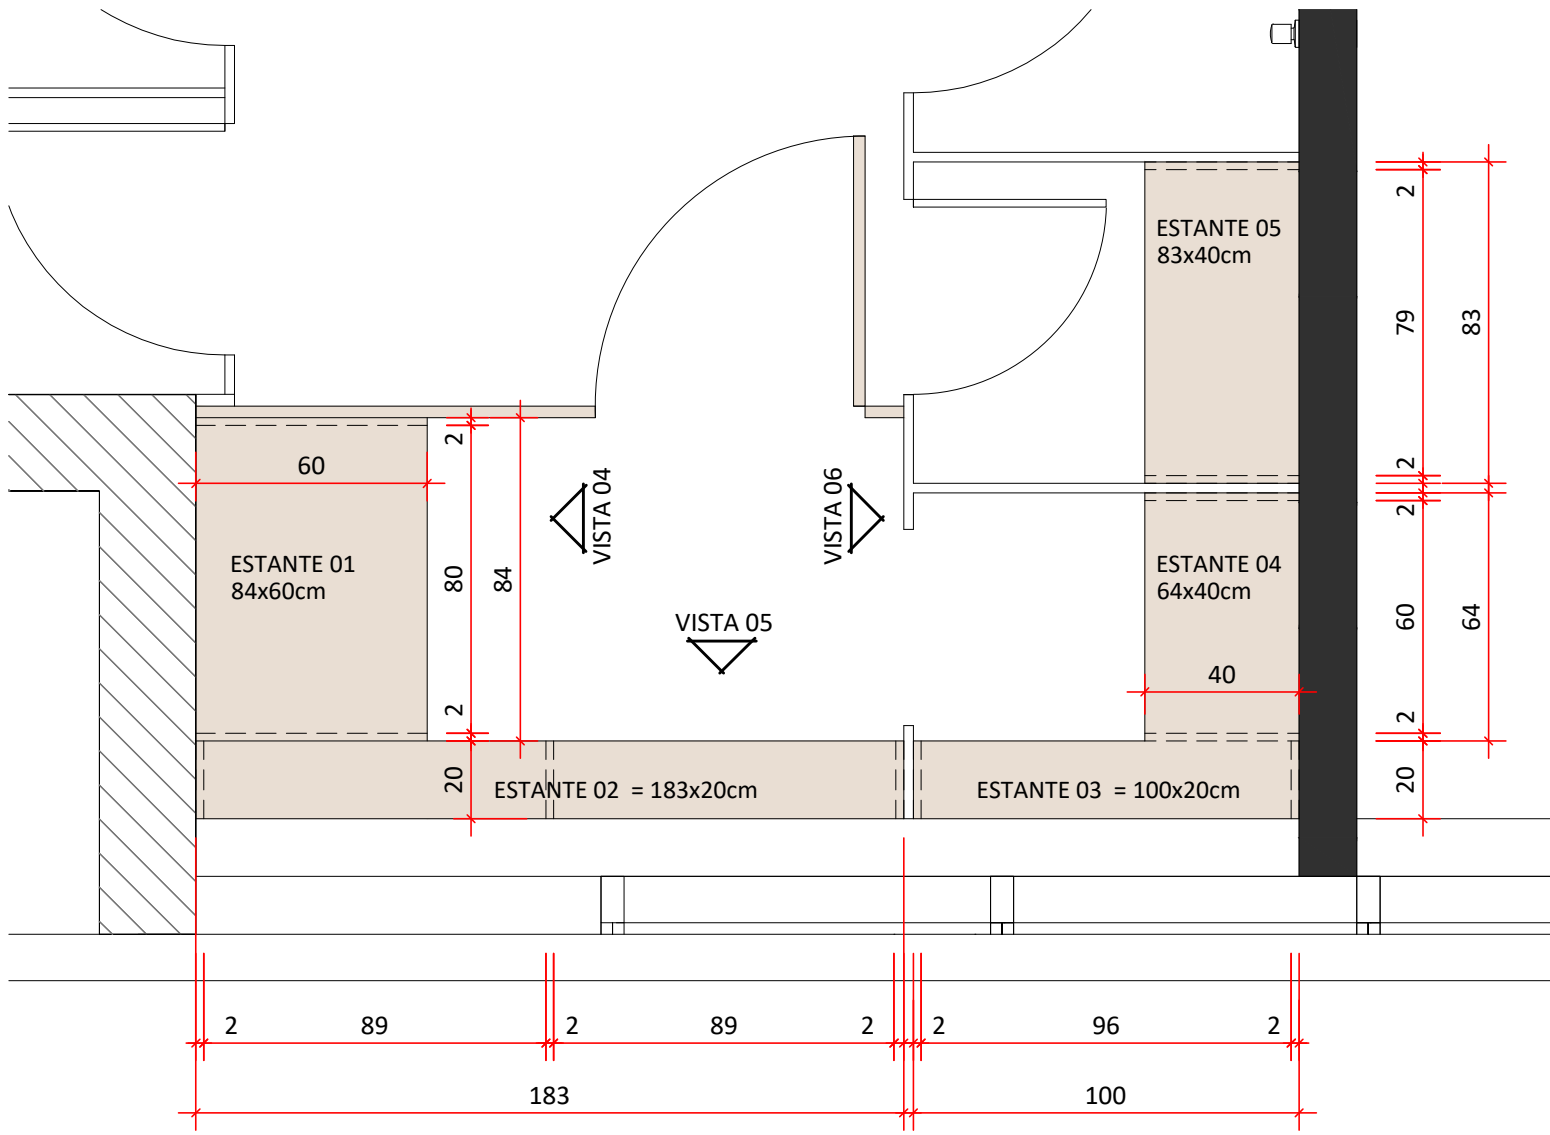 ESTANTE 05
83x40cm
2
79
83
2
2
60
2
VISTA 04
VISTA 06
ESTANTE 01
84x60cm
80
84
ESTANTE 04
64x40cm
60
64
VISTA 05
40
2
2
20
ESTANTE 02 = 183x20cm
ESTANTE 03 = 100x20cm
20
2
89
2
89
2
2
96
2
183
100